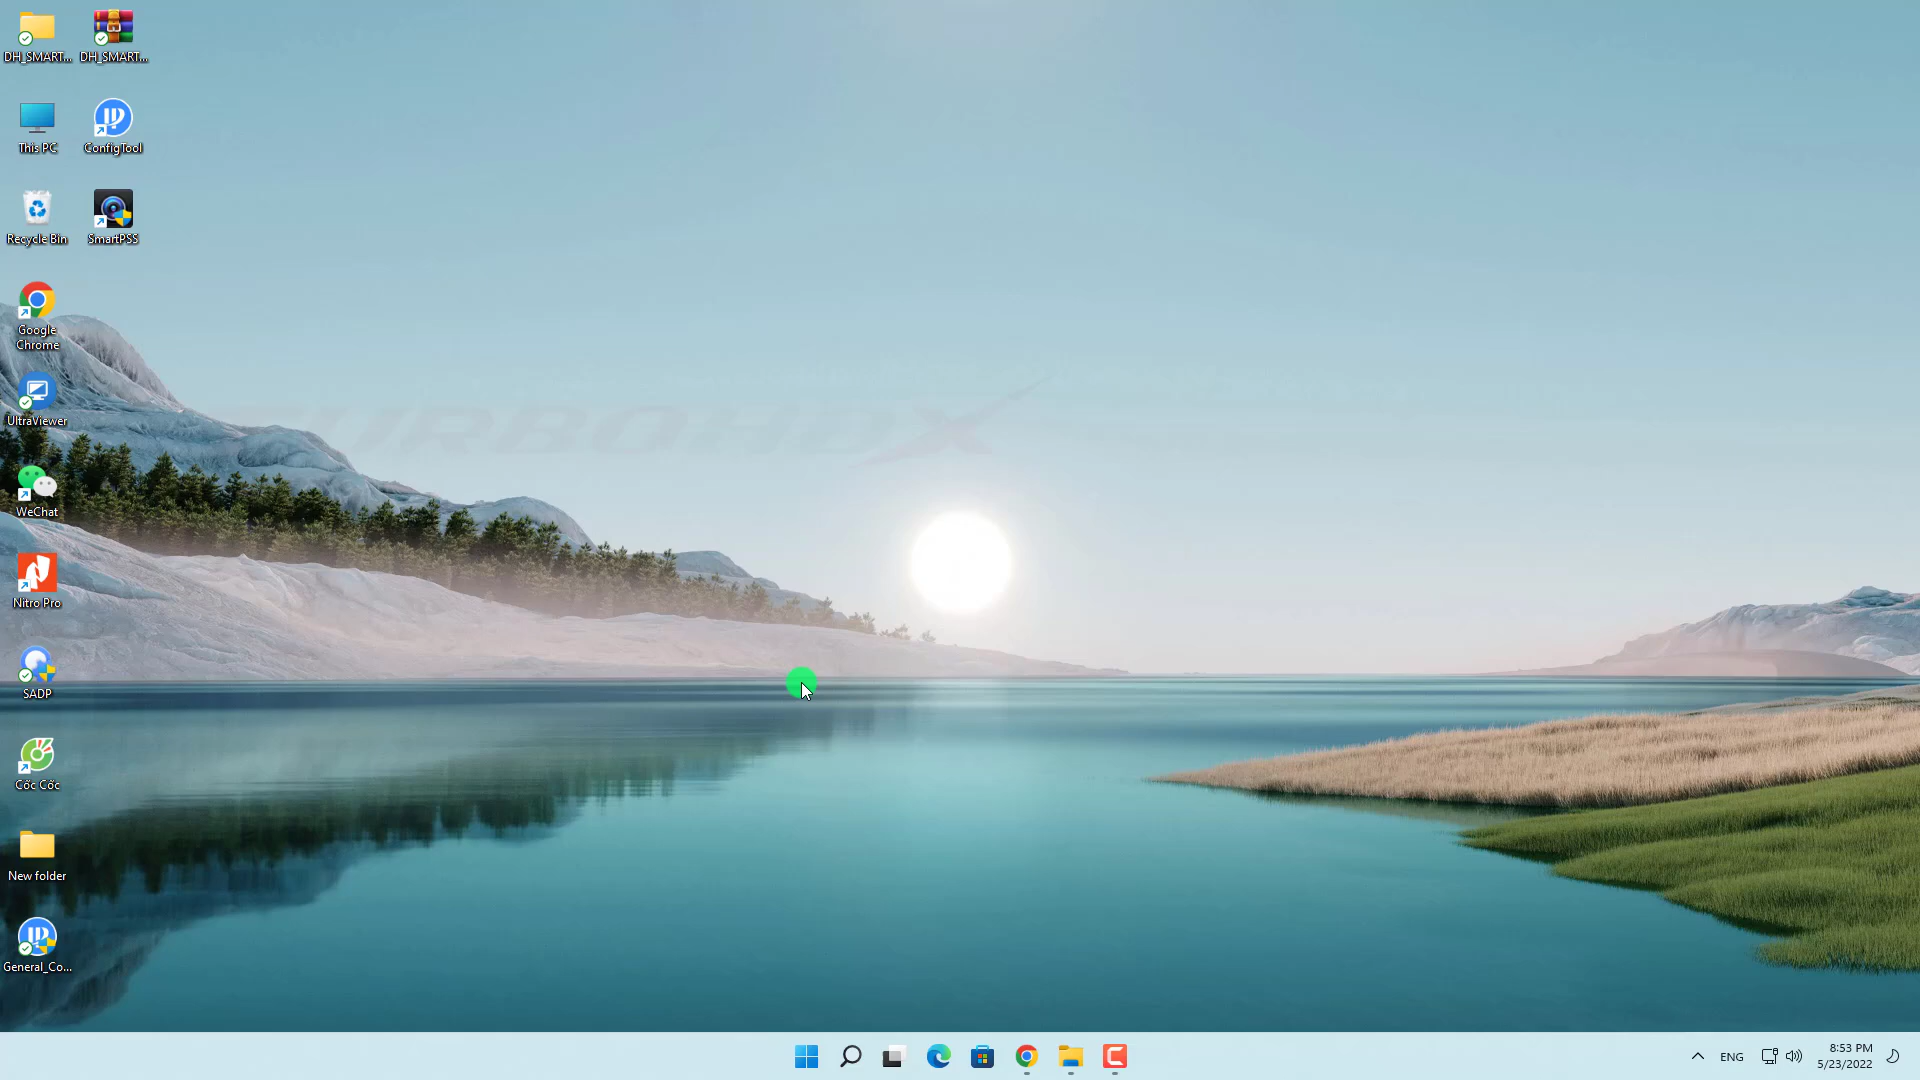 DH_SMART...
DH_SMART...
This PC
ConfigTool
Recycle Bin
SmartPSS
Google
Chrome
UltraViewer
WeChat
Nitro Pro
SADP
Cốc Cốc
New folder
General_Co...
TURBOHDX
ENG
8:53 PM
5/23/2022